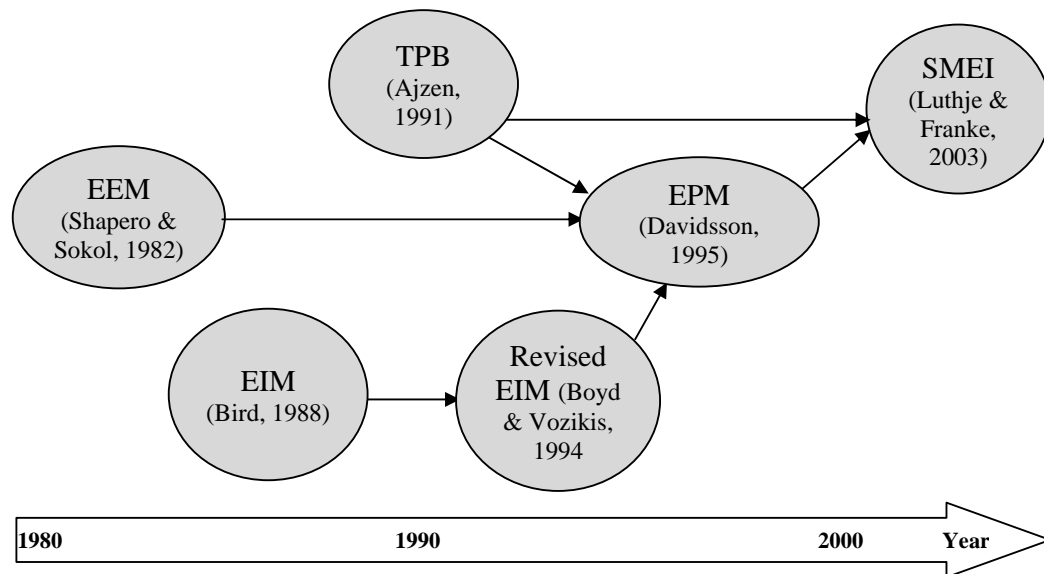 TPB
(Ajzen,
1991)
SMEI
(Luthje &
Franke,
2003)
EEM
(Shapero &
Sokol, 1982)
EPM
(Davidsson,
1995)
EIM
(Bird, 1988)
Revised
EIM (Boyd
& Vozikis,
1994
1980 1990 2000 Year